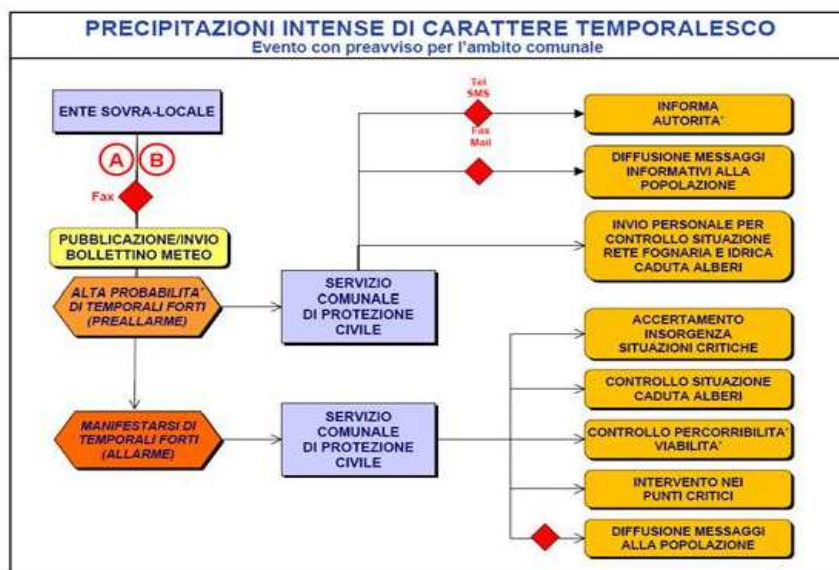 PRECIPITAZIONI INTENSE DI CARATTERE TEMPORALESCO
Evento con preavviso per l'ambito comunale
ENTE SOVRA-LOCALE
A B
Fax
PUBBLICAZIONE/INVIO
BOLLETTINO METEO
ALTA PROBABILITA'
DI TEMPORALI FORTI
(PREALLARME)
SERVIZIO
COMUNALE
DI PROTEZIONE
CIVILE
Tel
SMS
Fax
Mail
INFORMA
AUTORITA'
DIFFUSIONE MESSAGGI
INFORMATIVI ALLA
POPOLAZIONE
INVIO PERSONALE PER
CONTROLLO SITUAZIONE
RETE FOGNARIA E IDRICA
CADUTA ALBERI
MANIFESTARSI DI
TEMPORALI FORTI
(ALLARME)
SERVIZIO
COMUNALE
DI PROTEZIONE
CIVILE
ACCERTAMENTO
INSORGENZA
SITUAZIONI CRITICHE
CONTROLLO SITUAZIONE
CADUTA ALBERI
CONTROLLO PERCORRIBILITA'
VIABILITA'
INTERVENTO NEI
PUNTI CRITICI
DIFFUSIONE MESSAGGI
ALLA POPOLAZIONE